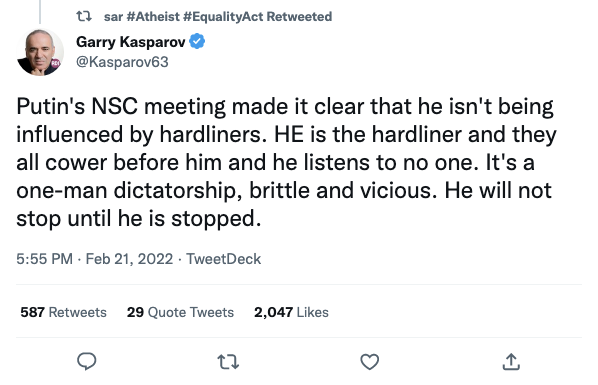 sar #Atheist #EqualityAct Retweeted
Garry Kasparov
@Kasparov63
Putin's NSC meeting made it clear that he isn't being
influenced by hardliners. HE is the hardliner and they
all cower before him and he listens to no one. It's a
one-man dictatorship, brittle and vicious. He will not
stop until he is stopped.
5:55 PM · Feb 21, 2022 · TweetDeck
587 Retweets 29 Quote Tweets 2,047 Likes